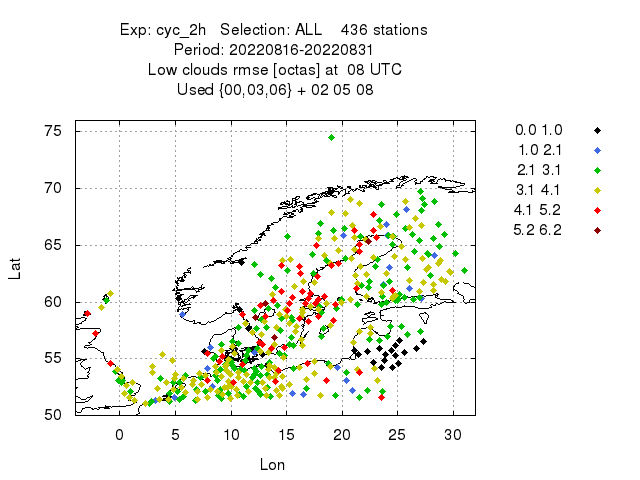 Exp: cyc_2h Selection: ALL 436 stations
Period: 20220816-20220831
Low clouds rmse [octas] at 08 UTC
Used {00,03,06} + 02 05 08
75
70
65
60
55
50
Lat
0 5 10 15 20 25 30
Lon
0.0 1.0
1.0 2.1
2.1 3.1
3.1 4.1
4.1 5.2
5.2 6.2